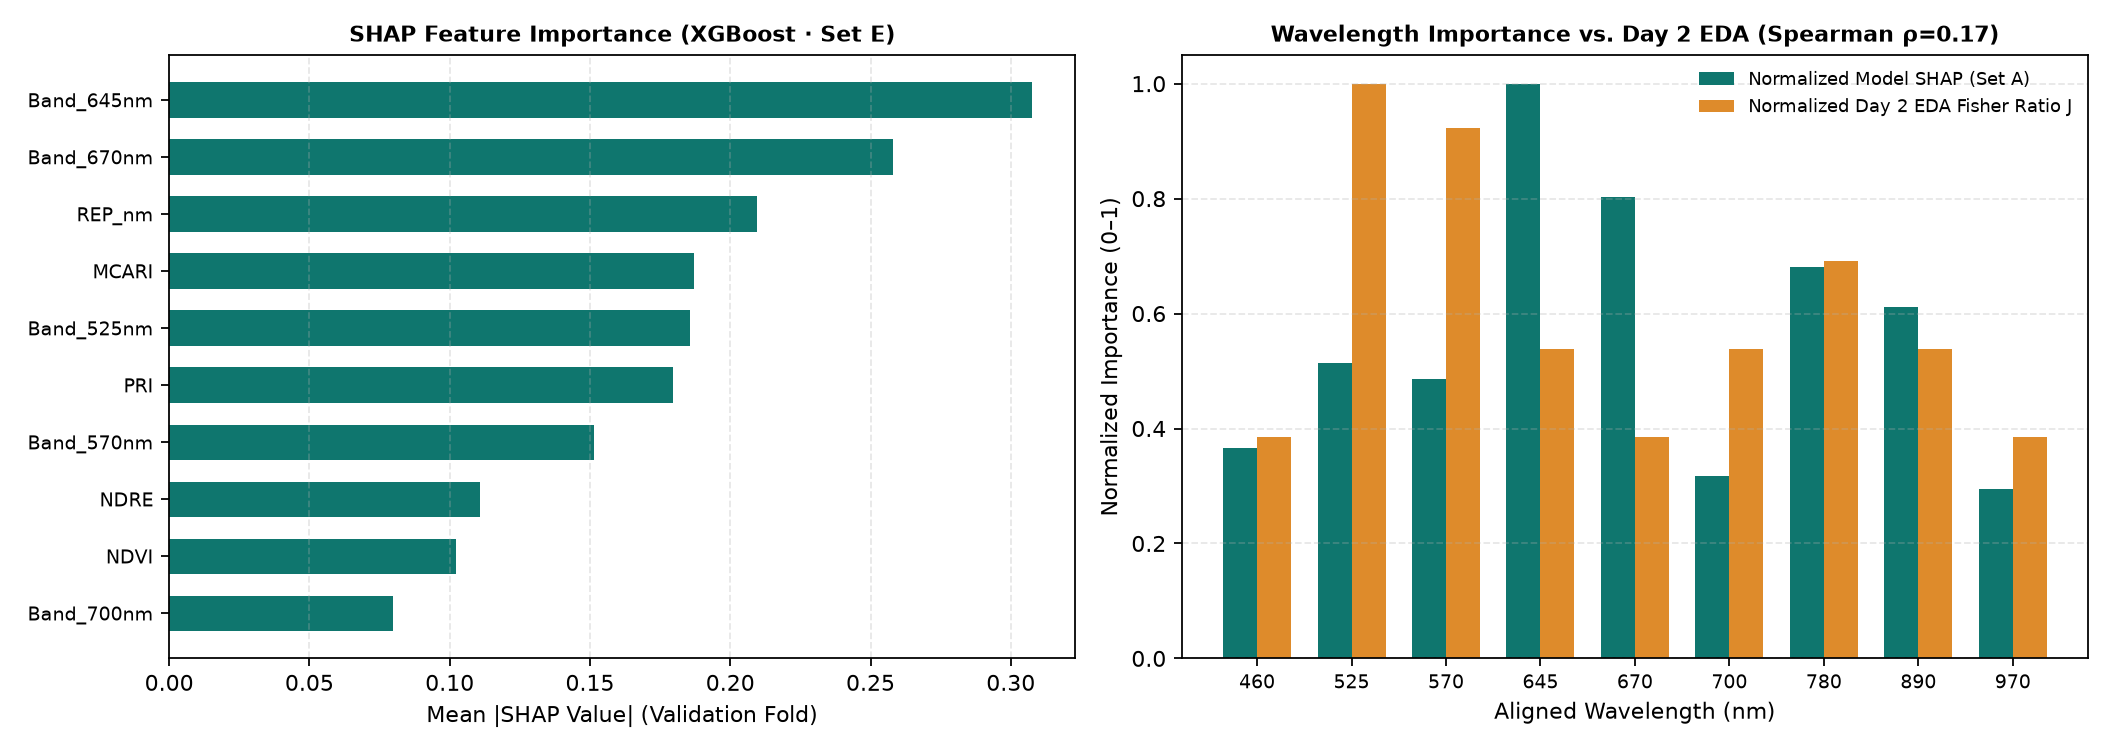 SHAP Feature Importance (XGBoost · Set E)
Band_645nm
Band_670nm
REP_nm
MCARI
Band_525nm
PRI
Band_570nm
NDRE
NDVI
Band_700nm
0.00 0.05 0.10 0.15 0.20 0.25 0.30
Mean |SHAP Value| (Validation Fold)
Wavelength Importance vs. Day 2 EDA (Spearman ρ=0.17)
Normalized Model SHAP (Set A)
Normalized Day 2 EDA Fisher Ratio J
Normalized Importance (0–1)
1.0
0.8
0.6
0.4
0.2
0.0
460 525 570 645 670 700 780 890 970
Aligned Wavelength (nm)